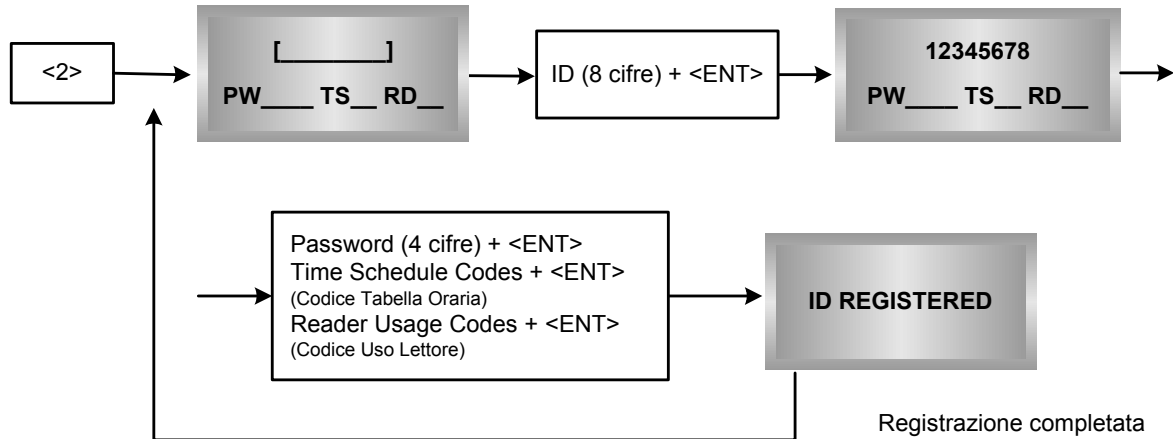 <2>
[________]
PW____ TS__ RD__
ID (8 cifre) + <ENT>
12345678
PW____ TS__ RD__
Password (4 cifre) + <ENT>
Time Schedule Codes + <ENT>
(Codice Tabella Oraria)
Reader Usage Codes + <ENT>
(Codice Uso Lettore)
ID REGISTERED
Registrazione completata